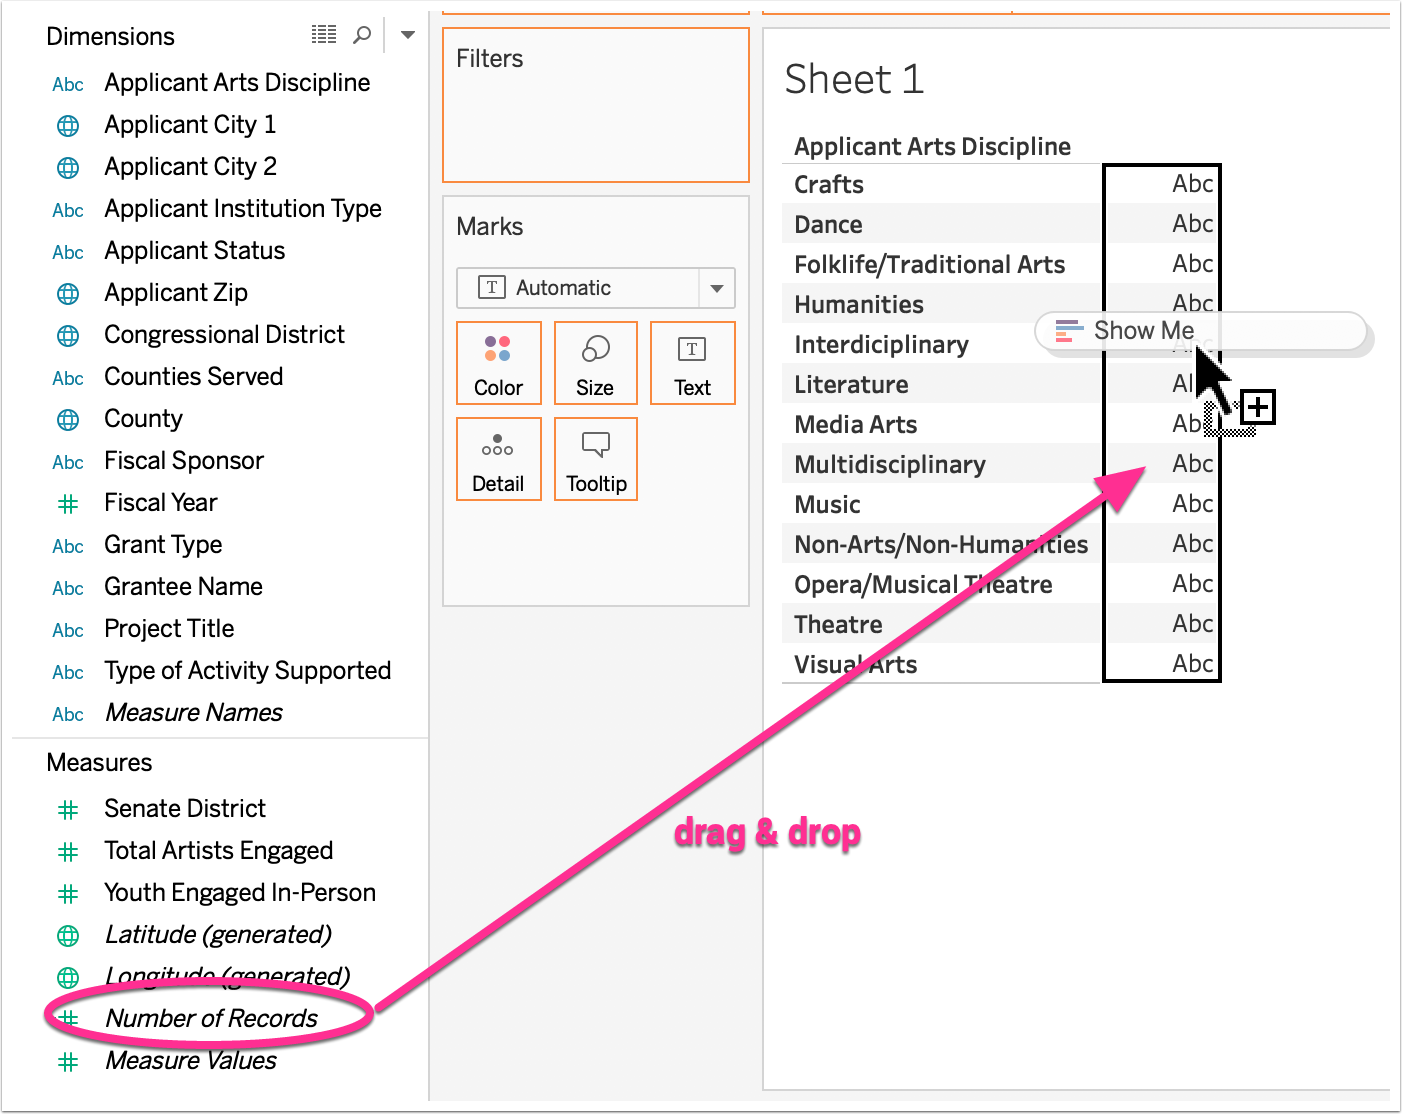 Dimensions
Abc Applicant Arts Discipline
Applicant City 1
Applicant City 2
Abc Applicant Institution Type
Abc Applicant Status
Applicant Zip
Congressional District
Abc Counties Served
County
Abc Fiscal Sponsor
Fiscal Year
Abc Grant Type
Abc Grantee Name
Abc Project Title
Abc Type of Activity Supported
Abc Measure Names
Measures
Senate District
Total Artists Engaged
Youth Engaged In-Person
Latitude (generated)
Longitude (generated)
Number of Records
Measure Values
Filters
Marks
T Automatic
Color Size T Text
Detail Tooltip
Sheet 1
Applicant Arts Discipline
Crafts Abc
Dance Abc
Folklife/Traditional Arts Abc
Humanities Abc
Show Me
Interdiciplinary Abc
Literature
Media Arts Abc
Multidisciplinary Abc
Music Abc
Non-Arts/Non-Humanities Abc
Opera/Musical Theatre Abc
Theatre Abc
Visual Arts Abc
drag & drop